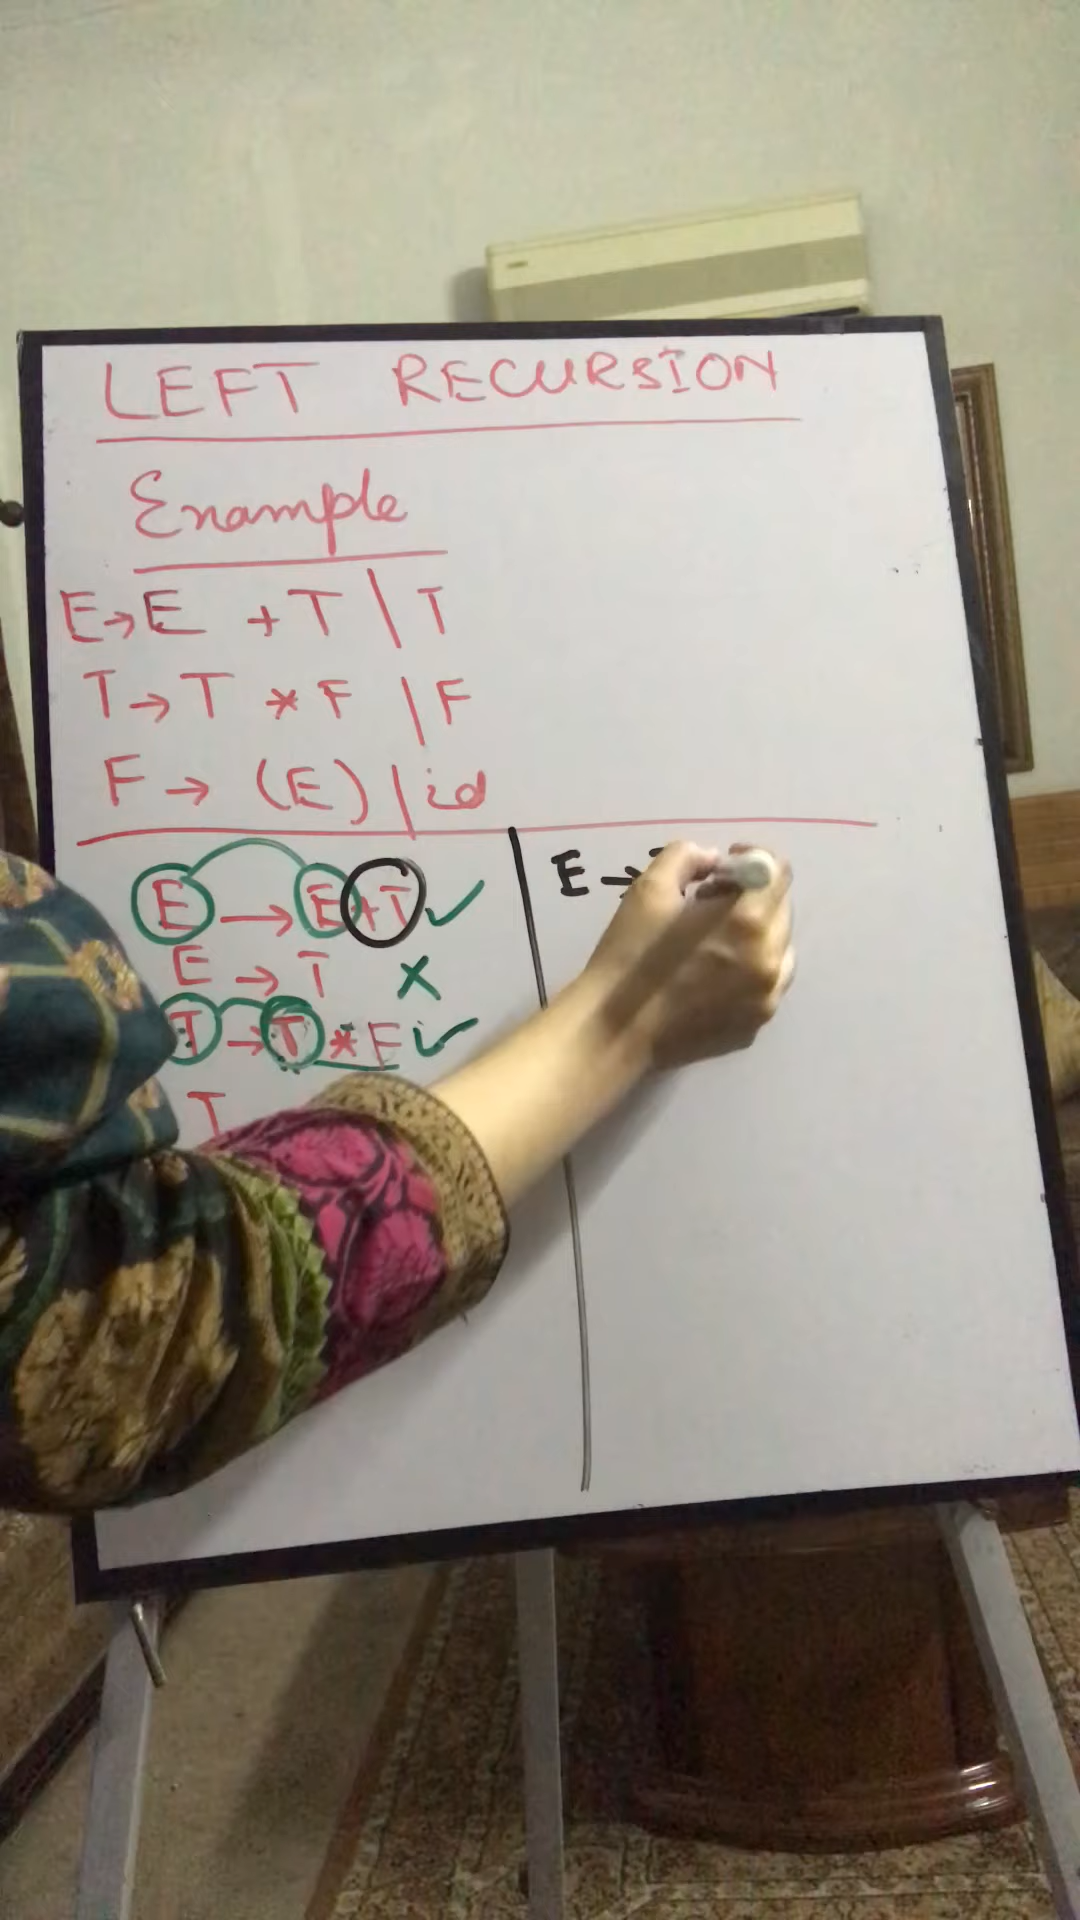 LEFT RECURSION
Example
E → E + T | T
T → T * F | F
F → (E) | id
E → E + T ✓
E → T X
T → T * F ✓
T
E →